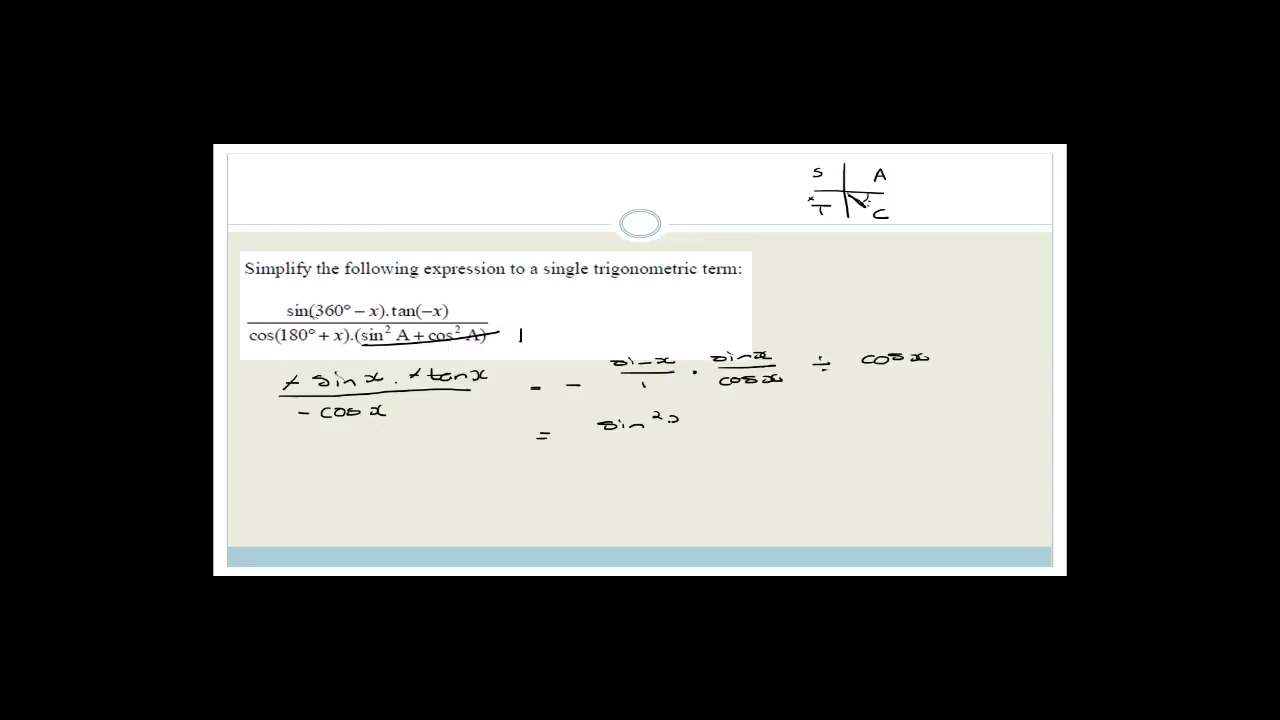 S A
T C
Simplify the following expression to a single trigonometric term:
sin(360° − x).tan(−x)
cos(180° + x).(sin² A + cos² A) 1
- sin x . - tan x
- cos x
= - sin x / 1 . sin x / cos x ÷ cos x
= sin²